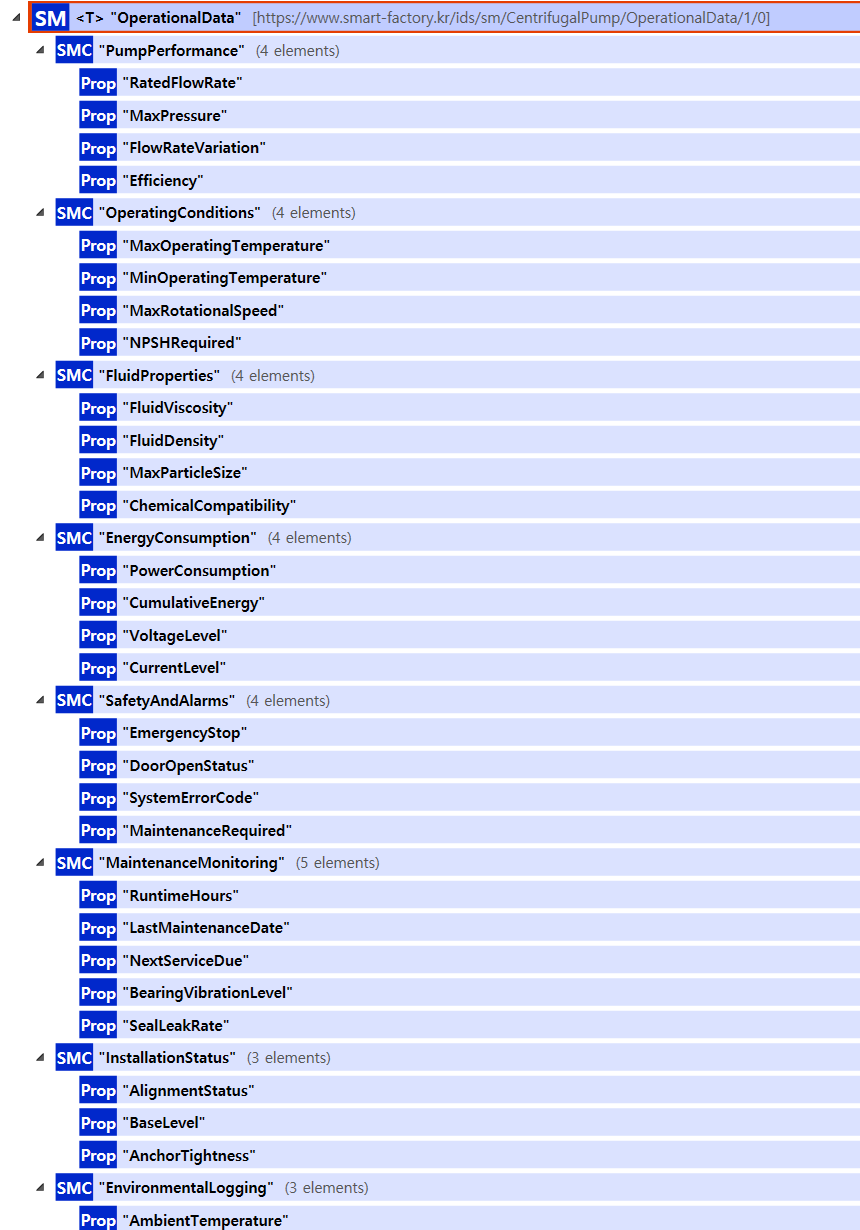 SM <T> "OperationalData" [https://www.smart-factory.kr/ids/sm/CentrifugalPump/OperationalData/1/0]
SMC "PumpPerformance" (4 elements)
Prop "RatedFlowRate"
Prop "MaxPressure"
Prop "FlowRateVariation"
Prop "Efficiency"
SMC "OperatingConditions" (4 elements)
Prop "MaxOperatingTemperature"
Prop "MinOperatingTemperature"
Prop "MaxRotationalSpeed"
Prop "NPSHRequired"
SMC "FluidProperties" (4 elements)
Prop "FluidViscosity"
Prop "FluidDensity"
Prop "MaxParticleSize"
Prop "ChemicalCompatibility"
SMC "EnergyConsumption" (4 elements)
Prop "PowerConsumption"
Prop "CumulativeEnergy"
Prop "VoltageLevel"
Prop "CurrentLevel"
SMC "SafetyAndAlarms" (4 elements)
Prop "EmergencyStop"
Prop "DoorOpenStatus"
Prop "SystemErrorCode"
Prop "MaintenanceRequired"
SMC "MaintenanceMonitoring" (5 elements)
Prop "RuntimeHours"
Prop "LastMaintenanceDate"
Prop "NextServiceDue"
Prop "BearingVibrationLevel"
Prop "SealLeakRate"
SMC "InstallationStatus" (3 elements)
Prop "AlignmentStatus"
Prop "BaseLevel"
Prop "AnchorTightness"
SMC "EnvironmentalLogging" (3 elements)
Prop "AmbientTemperature"